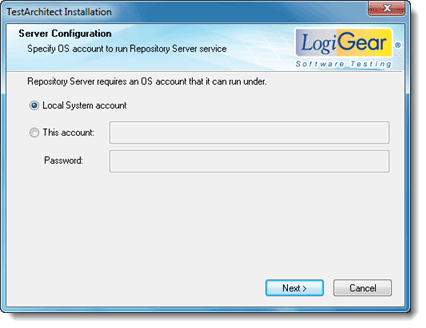 TestArchitect Installation
Server Configuration
Specify OS account to run Repository Server service
LogiGear ®
Software Testing
Repository Server requires an OS account that it can run under.
Local System account
This account:
Password:
Next >
Cancel